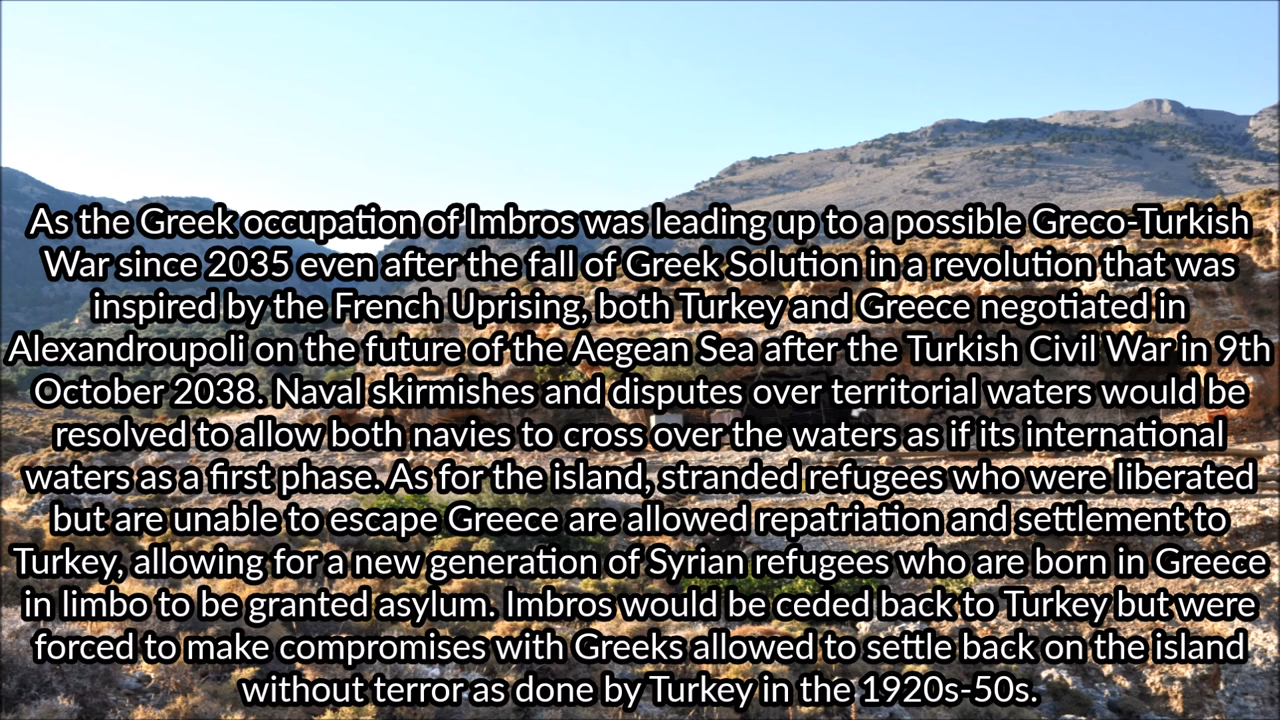 As the Greek occupation of Imbros was leading up to a possible Greco-Turkish
War since 2035 even after the fall of Greek Solution in a revolution that was
inspired by the French Uprising, both Turkey and Greece negotiated in
Alexandroupoli on the future of the Aegean Sea after the Turkish Civil War in 9th
October 2038. Naval skirmishes and disputes over territorial waters would be
resolved to allow both navies to cross over the waters as if its international
waters as a first phase. As for the island, stranded refugees who were liberated
but are unable to escape Greece are allowed repatriation and settlement to
Turkey, allowing for a new generation of Syrian refugees who are born in Greece
in limbo to be granted asylum. Imbros would be ceded back to Turkey but were
forced to make compromises with Greeks allowed to settle back on the island
without terror as done by Turkey in the 1920s-50s.